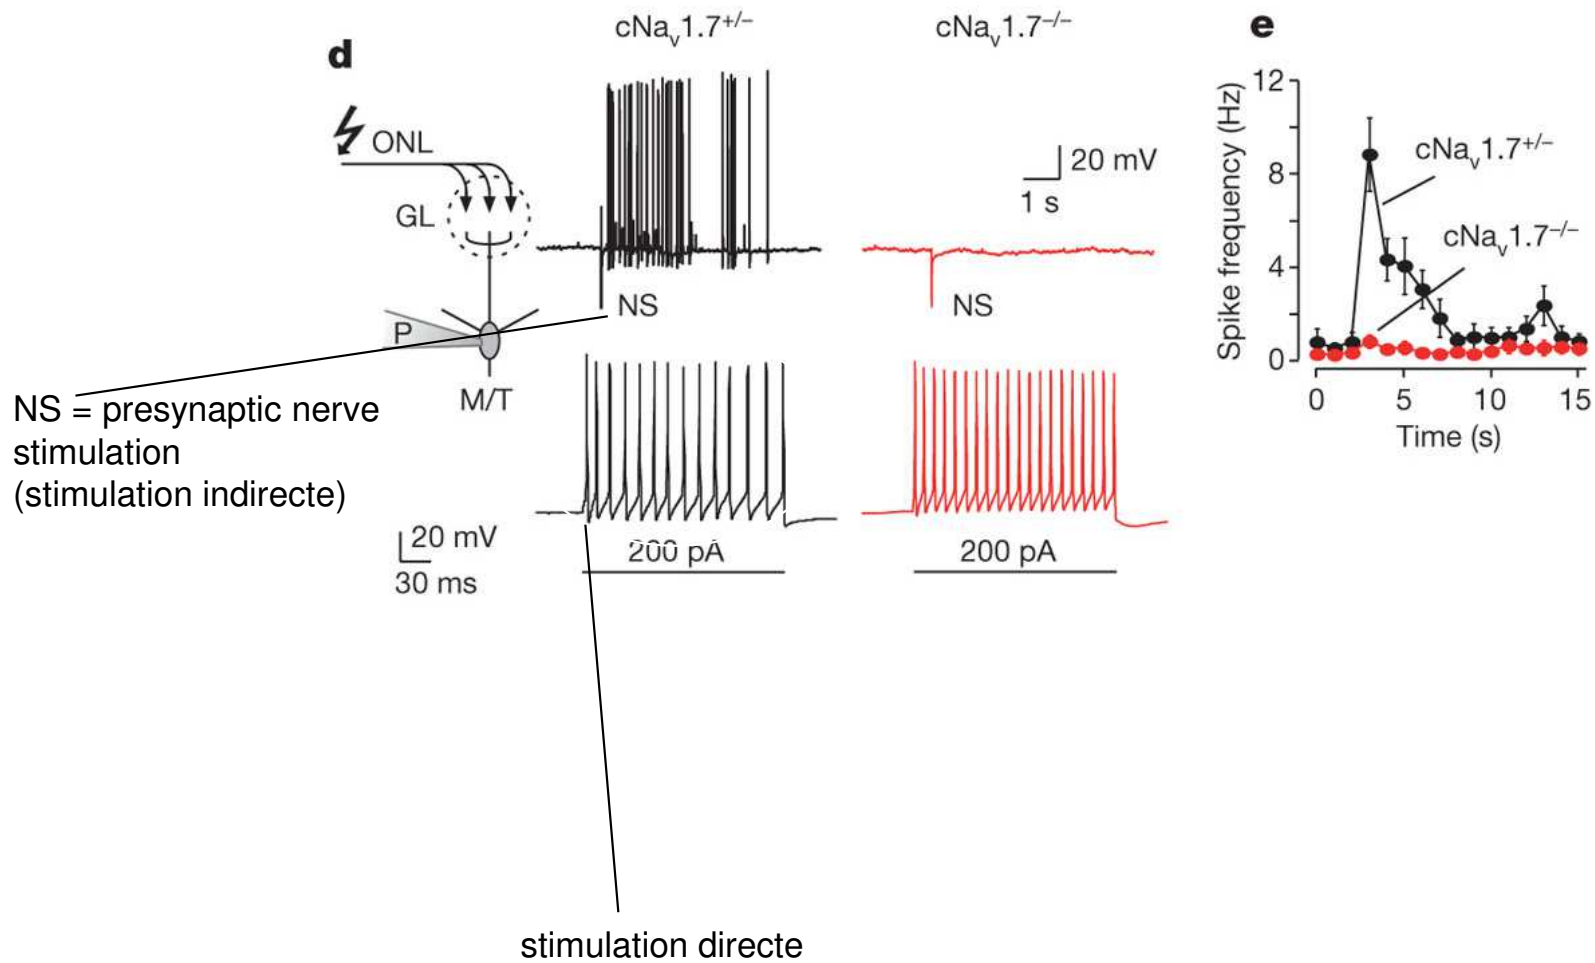 d
cNav1.7+/–
cNav1.7–/–
e
ONL
GL
P
M/T
NS
NS
20 mV
1 s
NS = presynaptic nerve
stimulation
(stimulation indirecte)
20 mV
30 ms
200 pA
200 pA
stimulation directe
Spike frequency (Hz)
12
8
4
0
cNav1.7+/–
cNav1.7–/–
0 5 10 15
Time (s)